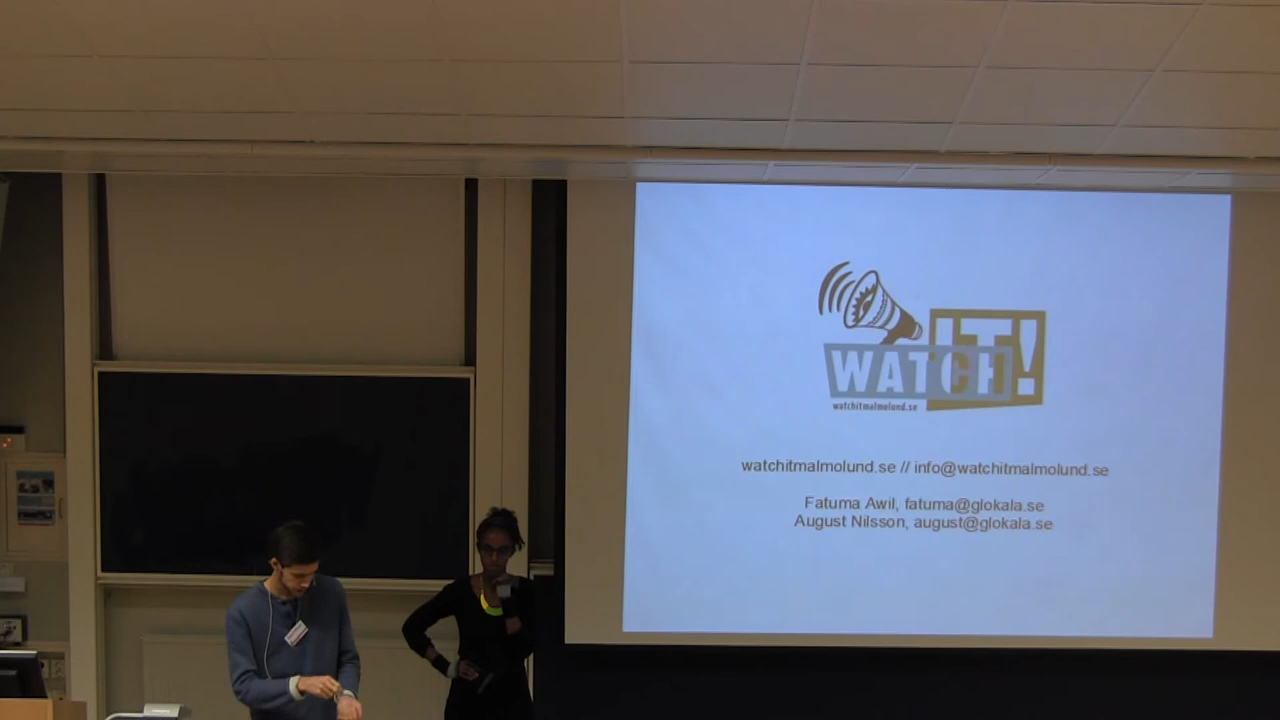 IT!
WATCH
watchitmalmolund.se
watchitmalmolund.se // info@watchitmalmolund.se
Fatuma Awil, fatuma@glokala.se
August Nilsson, august@glokala.se